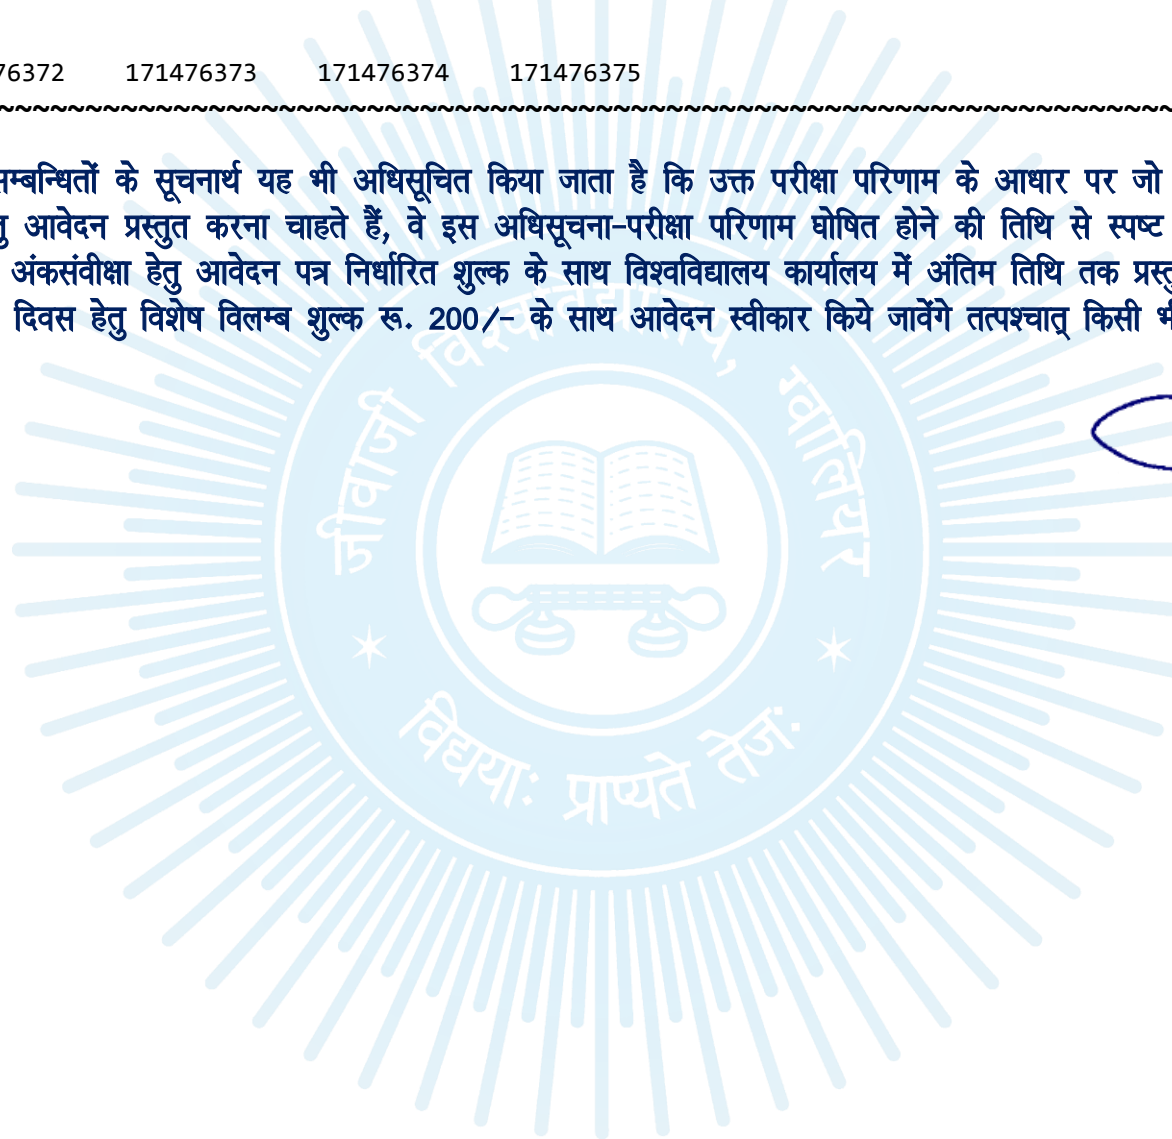 76372 171476373 171476374 171476375
~~~~~~~~~~~~~~~~~~~~~~~~~~~~~~~~~~~~~~~~~~~~~~~~~~~~~~~~~~~~~~~~~~~~~~~~
सम्बन्धितों के सूचनार्थ यह भी अधिसूचित किया जाता है कि उक्त परीक्षा परिणाम के आधार पर जो
आवेदन प्रस्तुत करना चाहते हैं, वे इस अधिसूचना-परीक्षा परिणाम घोषित होने की तिथि से स्पष्ट
अंकसंवीक्षा हेतु आवेदन पत्र निर्धारित शुल्क के साथ विश्वविद्यालय कार्यालय में अंतिम तिथि तक
दिवस हेतु विशेष विलम्ब शुल्क रू. 200/- के साथ आवेदन स्वीकार किये जावेंगे तत्पश्चात् किसी
जीवाजी विश्वविद्यालय, ग्वालियर
विद्यया: प्राप्यते तेज: